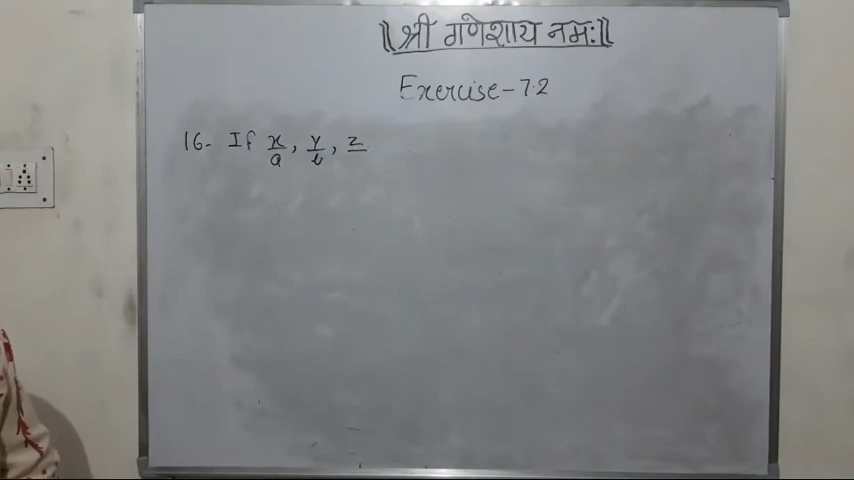 ॥ श्री गणेशाय नमः॥
Exercise-7.2
16. If x/a, y/b, z/